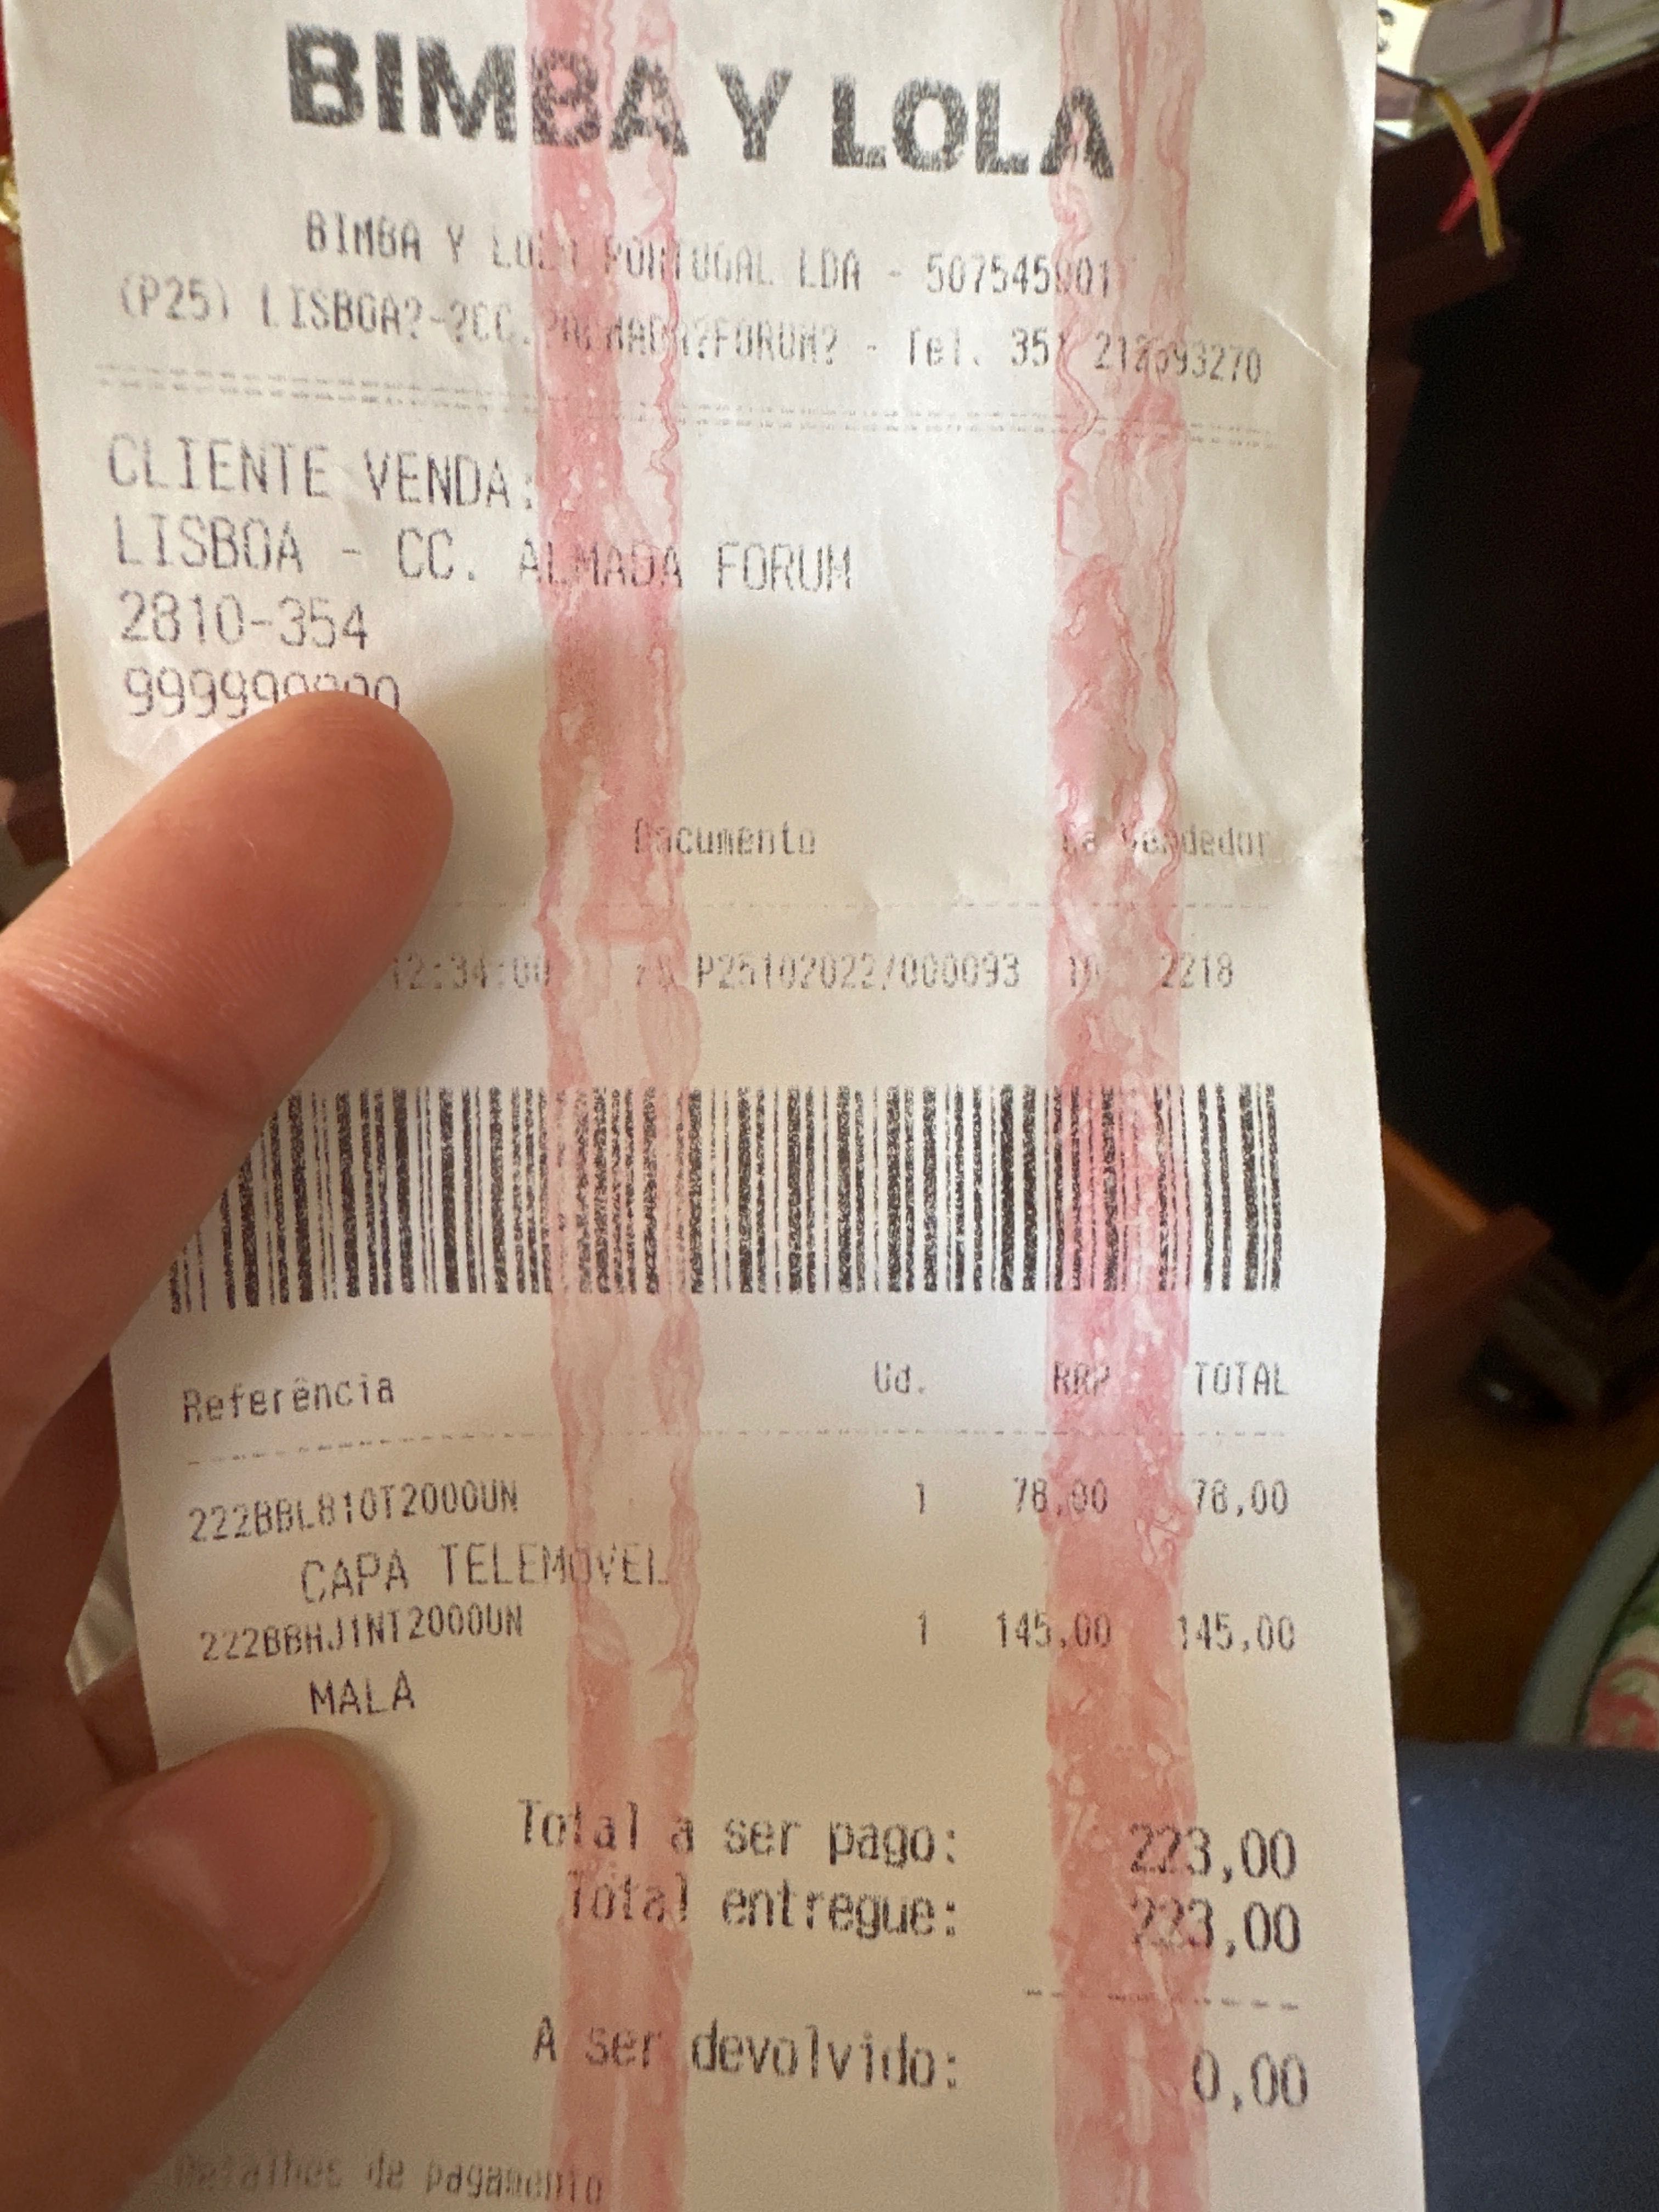 BIMBA Y LOLA
BIMBA Y LOLA PORTUGAL LDA - 507545901
(P25) LISBOA?-?CC.?ALMADA?FORUM? - Tel. 351
CLIENTE VENDA:
LISBOA - CC. ALMADA FORUM
2810-354
Documento Ca Vendedor
12:34:00 P25102022/000093 2218
Referência Ud. RRP TOTAL
222BBL810T2000UN 1 78,00 78,00
CAPA TELEMOVEL
222BBHJ1NT2000UN 1 145,00 145,00
MALA
Total a ser pago: 223,00
Total entregue: 223,00
A ser devolvido: 0,00
Detalhes de pagamento